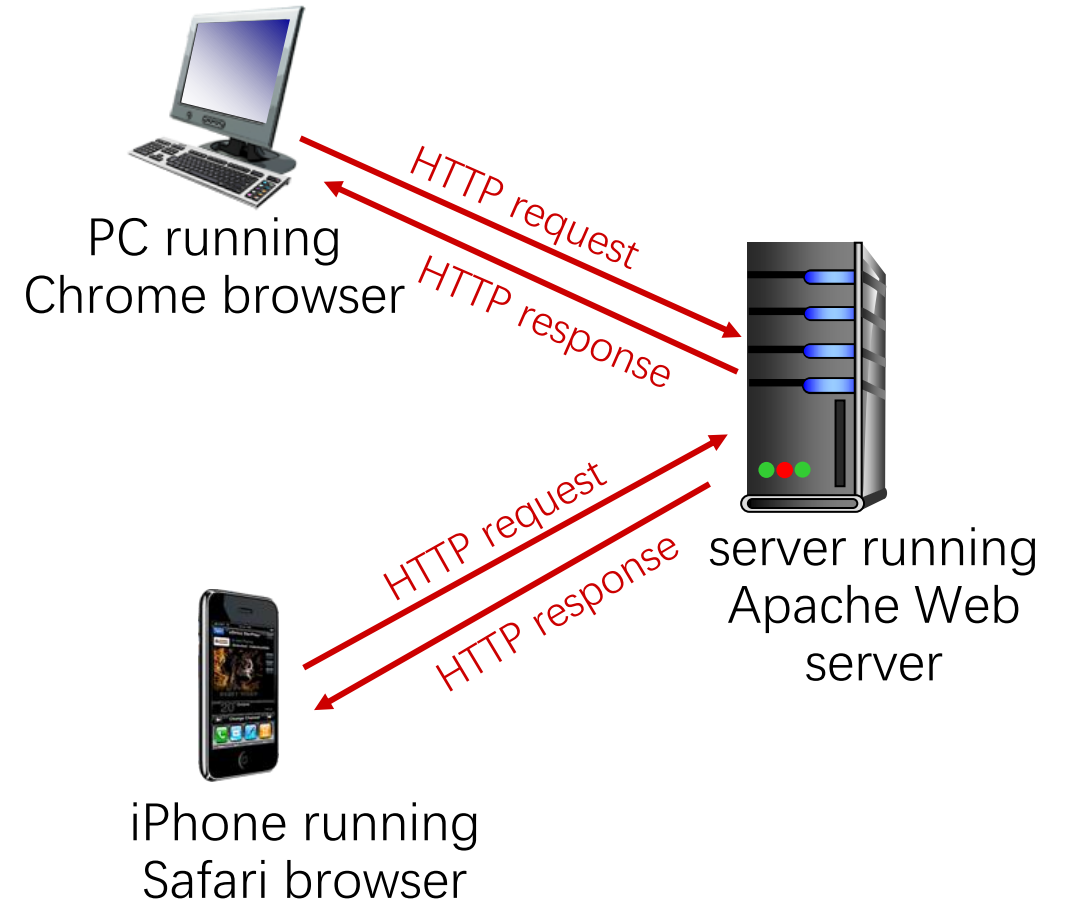 HTTP request
HTTP response
PC running
Chrome browser
HTTP request
HTTP response
server running
Apache Web
server
iPhone running
Safari browser